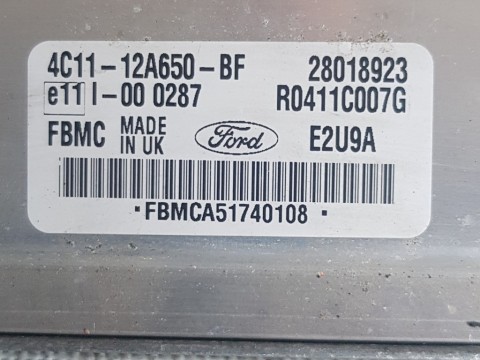 4C11-12A650-BF 28018923
e11 I-00 0287 R0411C007G
FBMC MADE IN UK Ford E2U9A
·FBMCA51740108·